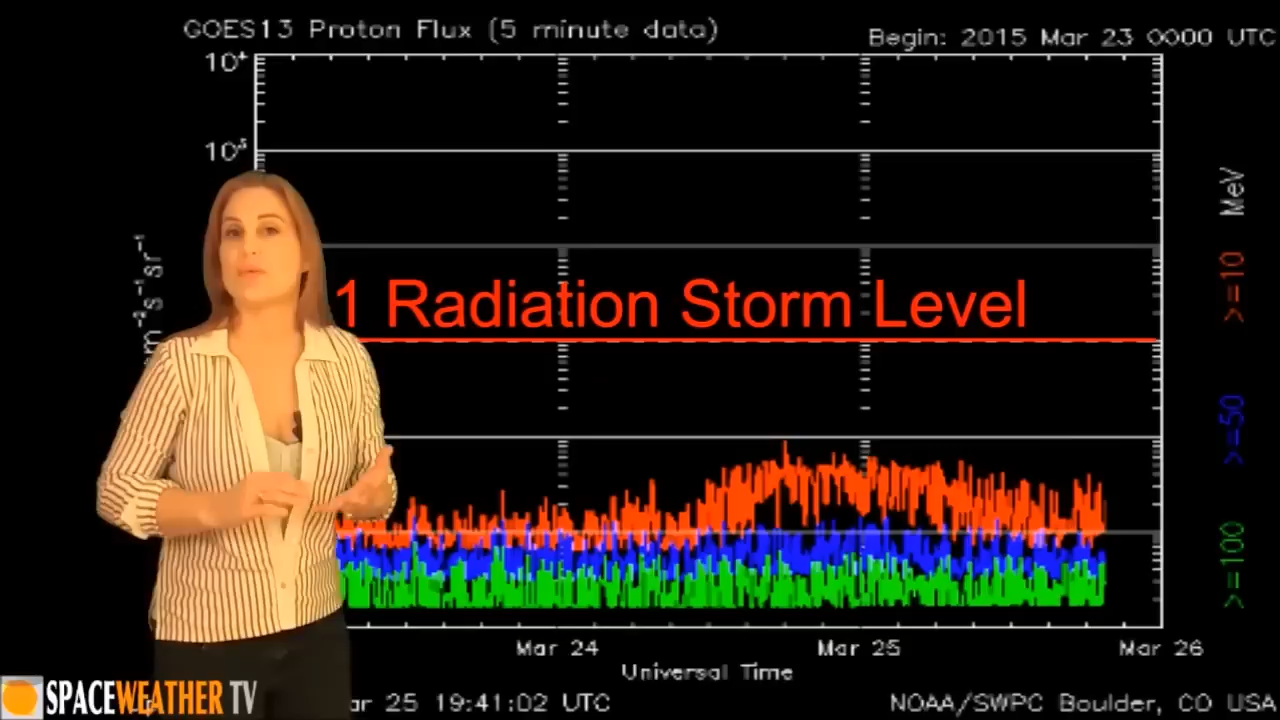 GOES13 Proton Flux (5 minute data)
Begin: 2015 Mar 23 0000 UTC
10⁴
10³
1 Radiation Storm Level
MeV
>=10
>=50
>=100
Mar 24
Mar 25
Mar 26
Universal Time
25 19:41:02 UTC
NOAA/SWPC Boulder, CO USA
SPACEWEATHER TV